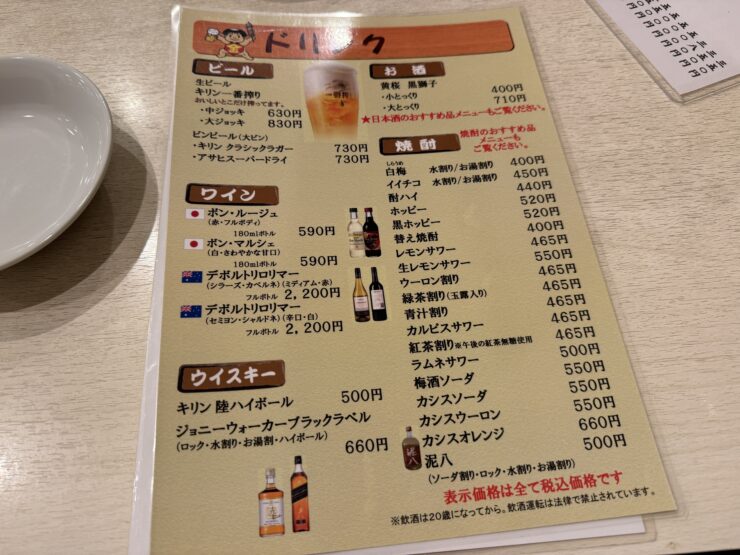 ドリンク
ビール
生ビール
キリン一番搾り
おいしいとこだけ搾ってます。
・中ジョッキ 630円
・大ジョッキ 830円
ビンビール(大ビン)
・キリン クラシックラガー 730円
・アサヒスーパードライ 730円
ワイン
ボン・ルージュ
(赤・フルボディ)
180mlボトル 590円
ボン・マルシェ
(白・さわやかな甘口)
180mlボトル 590円
デボルトリロリマー
(シラーズ・カベルネ)(ミディアム・赤)
フルボトル 2,200円
デボルトリロリマー
(セミヨン・シャルドネ)(辛口・白)
フルボトル 2,200円
ウイスキー
キリン 陸ハイボール 500円
ジョニーウォーカーブラックラベル
(ロック・水割り・お湯割・ハイボール) 660円
お酒
黄桜 黒獅子
・小とっくり 400円
・大とっくり 710円
★日本酒のおすすめ品メニューもご覧ください。
焼酎
焼酎のおすすめ品
メニューも
ご覧ください。
しらうめ
白梅 水割り/お湯割り 400円
イイチコ 水割り/お湯割り 450円
酎ハイ 440円
ホッピー 520円
黒ホッピー 520円
替え焼酎 400円
レモンサワー 465円
生レモンサワー 550円
ウーロン割り 465円
緑茶割り(玉露入り) 465円
青汁割り 465円
カルピスサワー 465円
紅茶割り ※午後の紅茶無糖使用 465円
ラムネサワー 500円
梅酒ソーダ 550円
カシスソーダ 550円
カシスウーロン 550円
カシスオレンジ 660円
泥八 500円
(ソーダ割り・ロック・水割り・お湯割り)
表示価格は全て税込価格です
※飲酒は20歳になってから。飲酒運転は法律で禁止されています。